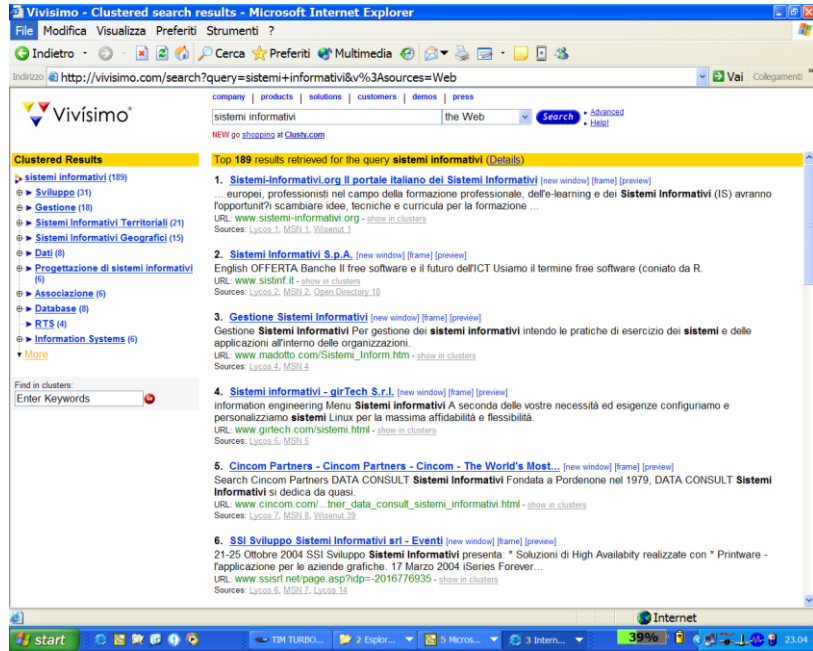 Vivisimo - Clustered search results - Microsoft Internet Explorer
File Modifica Visualizza Preferiti Strumenti ?
Indietro Cerca Preferiti Multimedia
Indirizzo http://vivisimo.com/search?query=sistemi+informativi&v%3Asources=Web Vai Collegamenti »
company | products | solutions | customers | demos | press
Vivísimo®
sistemi informativi the Web Search Advanced
Help!
NEW go shopping at Clusty.com
Clustered Results
sistemi informativi (189)
Sviluppo (31)
Gestione (18)
Sistemi Informativi Territoriali (21)
Sistemi Informativi Geografici (15)
Dati (8)
Progettazione di sistemi informativi
(6)
Associazione (6)
Database (8)
RTS (4)
Information Systems (6)
More
Find in clusters:
Enter Keywords
Top 189 results retrieved for the query sistemi informativi (Details)
1. Sistemi-Informativi.org Il portale italiano dei Sistemi Informativi [new window] [frame] [preview]
... europei, professionisti nel campo della formazione professionale, dell'e-learning e dei Sistemi Informativi (IS) avranno
l'opportunit?i scambiare idee, tecniche e curricula per la formazione ...
URL: www.sistemi-informativi.org - show in clusters
Sources: Lycos 1, MSN 1, Wisenut 1
2. Sistemi Informativi S.p.A. [new window] [frame] [preview]
English OFFERTA Banche Il free software e il futuro dell'ICT Usiamo il termine free software (coniato da R.
URL: www.sistinf.it - show in clusters
Sources: Lycos 2, MSN 2, Open Directory 10
3. Gestione Sistemi Informativi [new window] [frame] [preview]
Gestione Sistemi Informativi Per gestione dei sistemi informativi intendo le pratiche di esercizio dei sistemi e delle
applicazioni all'interno delle organizzazioni.
URL: www.madotto.com/Sistemi_Inform.htm - show in clusters
Sources: Lycos 4, MSN 4
4. Sistemi informativi - girTech S.r.l. [new window] [frame] [preview]
information engineering Menu Sistemi informativi A seconda delle vostre necessità ed esigenze configuriamo e
personalizziamo sistemi Linux per la massima affidabilità e flessibilità.
URL: www.girtech.com/sistemi.html - show in clusters
Sources: Lycos 5, MSN 5
5. Cincom Partners - Cincom Partners - Cincom - The World's Most... [new window] [frame] [preview]
Search Cincom Partners DATA CONSULT Sistemi Informativi Fondata a Pordenone nel 1979, DATA CONSULT Sistemi
Informativi si dedica da quasi.
URL: www.cincom.com/...tner_data_consult_sistemi_informativi.html - show in clusters
Sources: Lycos 7, MSN 8, Wisenut 39
6. SSI Sviluppo Sistemi Informativi srl - Eventi [new window] [frame] [preview]
21-25 Ottobre 2004 SSI Sviluppo Sistemi Informativi presenta: * Soluzioni di High Availabity realizzate con * Printware -
l'applicazione per le aziende grafiche. 17 Marzo 2004 iSeries Forever...
URL: www.ssisrl.net/page.asp?idp=-2016776935 - show in clusters
Sources: Lycos 6, MSN 7, Lycos 14
Internet
start TIM TURBO... 2 Esplor... 5 Micros... 3 Intern... 39% 23.04